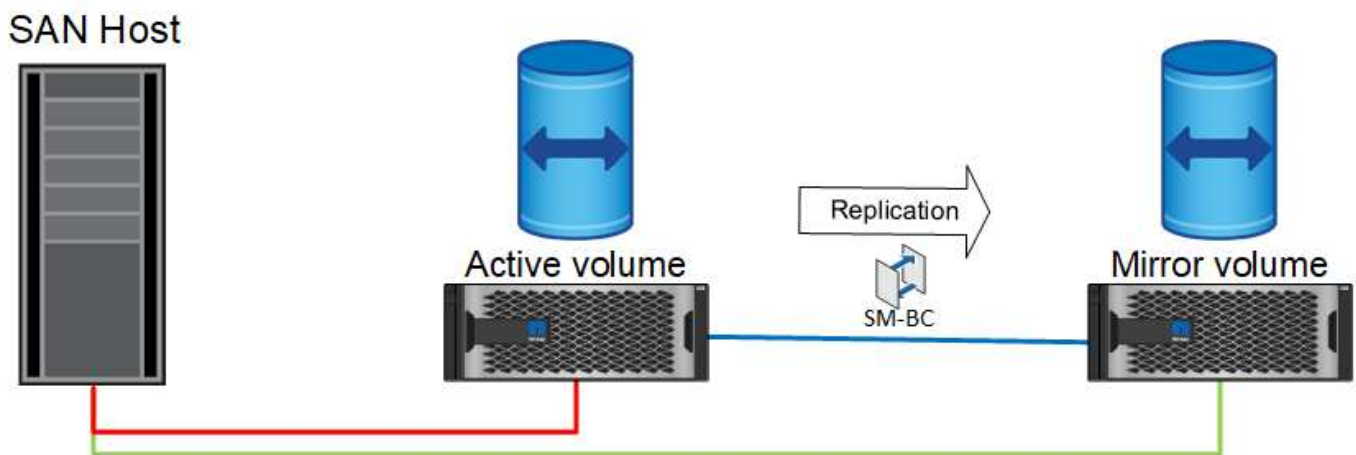 SAN Host
Replication
Active volume
Mirror volume
SM-BC